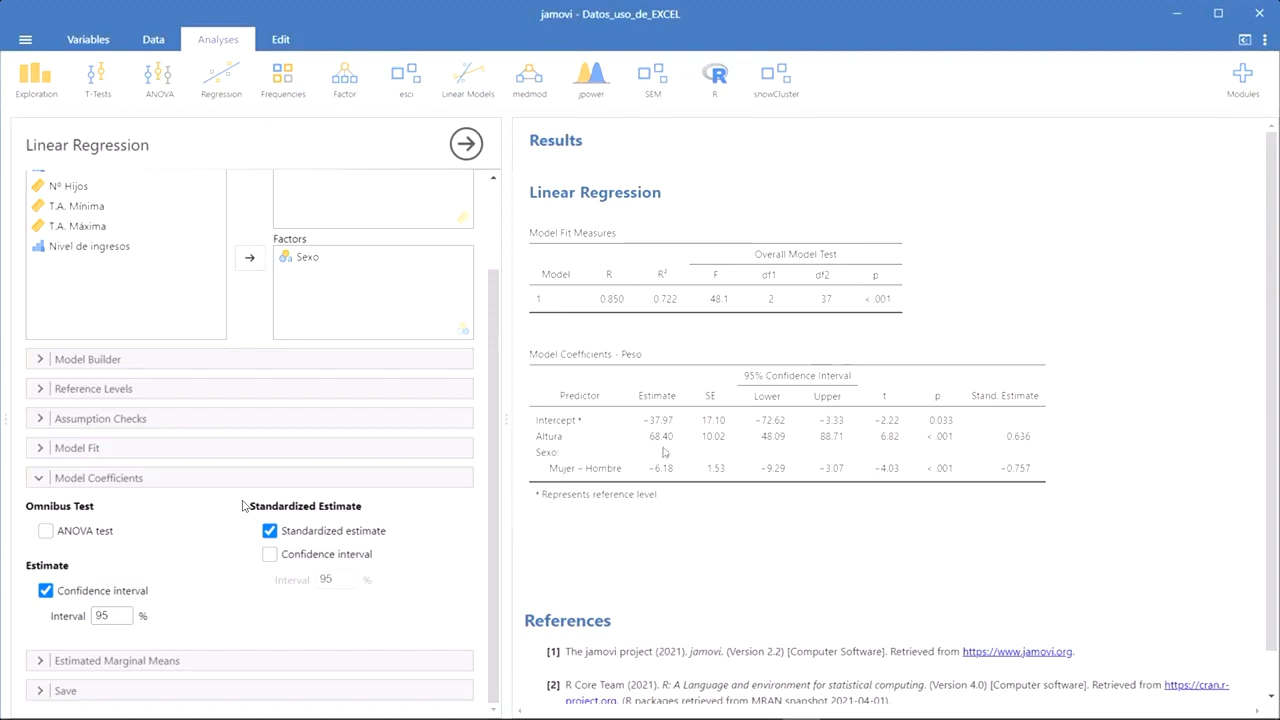 jamovi - Datos_uso_de_EXCEL
Variables Data Analyses Edit
Exploration T-Tests ANOVA Regression Frequencies Factor esci Linear Models medmod jpower SEM R snowCluster Modules
Linear Regression
Nº Hijos
T.A. Mínima
T.A. Máxima
Nivel de ingresos
Factors
Sexo
Model Builder
Reference Levels
Assumption Checks
Model Fit
Model Coefficients
Omnibus Test
ANOVA test
Standardized Estimate
Standardized estimate
Confidence interval
Interval 95 %
Estimate
Confidence interval
Interval 95 %
Estimated Marginal Means
Save
Results
Linear Regression
Model Fit Measures
Overall Model Test
Model R R² F df1 df2 p
1 0.850 0.722 48.1 2 37 < .001
Model Coefficients - Peso
95% Confidence Interval
Predictor Estimate SE Lower Upper t p Stand. Estimate
Intercept ᵃ −37.97 17.10 −72.62 −3.33 −2.22 0.033
Altura 68.40 10.02 48.09 88.71 6.82 < .001 0.636
Sexo:
Mujer – Hombre −6.18 1.53 −9.29 −3.07 −4.03 < .001 −0.757
ᵃ Represents reference level
References
[1] The jamovi project (2021). jamovi. (Version 2.2) [Computer Software]. Retrieved from https://www.jamovi.org.
[2] R Core Team (2021). R: A Language and environment for statistical computing. (Version 4.0) [Computer software]. Retrieved from https://cran.r-
project.org. (R packages retrieved from MRAN snapshot 2021-04-01).